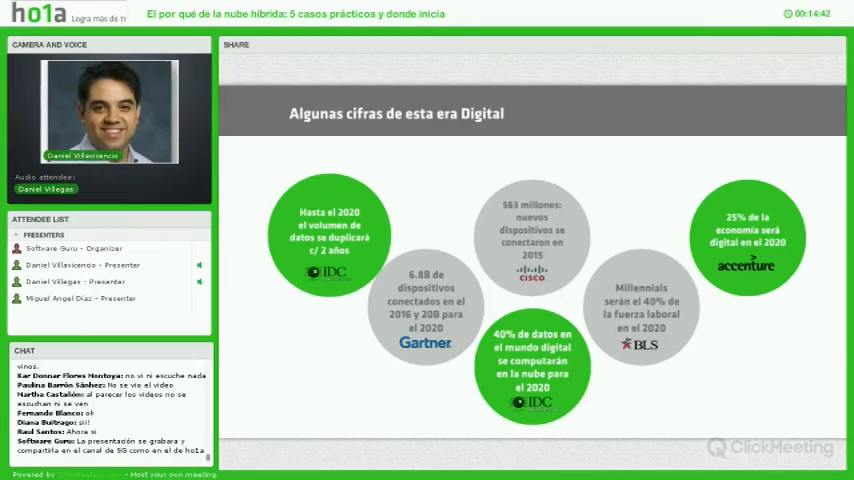 ho1a
Logra más de TI
El por qué de la nube híbrida: 5 casos prácticos y donde inicia
00:14:42
CAMERA AND VOICE
Daniel Villavicencio
Audio attendee:
Daniel Villegas
ATTENDEE LIST
PRESENTERS
Software Guru - Organizer
Daniel Villavicencio - Presenter
Daniel Villegas - Presenter
Miguel Angel Diaz - Presenter
CHAT
vinos.
Kar Donnar Flores Montoya: no vi ni escuche nada
Paulina Barrón Sánhez: No se vio el video
Martha Castañón: al parecer los videos no se
escuchan ni se ven
Fernando Blanco: ok
Diana Buitrago: sii!
Raul Santos: Ahora si
Software Guru: La presentación se grabara y
compartirla en el canal de SG como en el de ho1a
Powered by ClickMeeting - Host your own meeting
SHARE
Algunas cifras de esta era Digital
Hasta el 2020
el volumen de
datos se duplicará
c/ 2 años
IDC
6.8B de
dispositivos
conectados en el
2016 y 20B para
el 2020
Gartner
563 millones:
nuevos
dispositivos se
conectaron en
2015
CISCO
40% de datos en
el mundo digital
se computarán
en la nube para
el 2020
IDC
Millennials
serán el 40% de
la fuerza laboral
en el 2020
BLS
25% de la
economía será
digital en el 2020
accenture
ClickMeeting